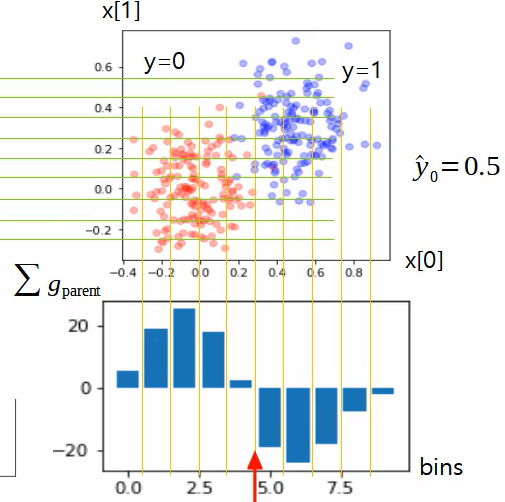 x[1]
y=0
y=1
0.6
0.4
0.2
0.0
−0.2
−0.4 −0.2 0.0 0.2 0.4 0.6 0.8
x[0]
ŷ₀=0.5
∑ g parent
20
0
−20
0.0 2.5 5.0 7.5
bins